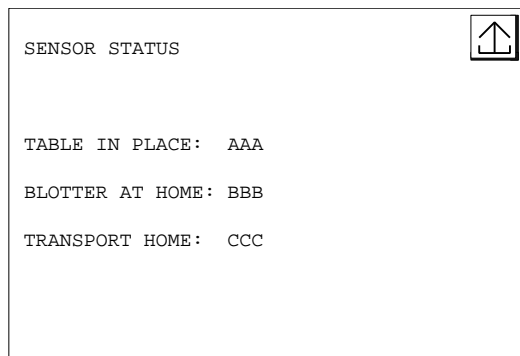 SENSOR STATUS
TABLE IN PLACE: AAA
BLOTTER AT HOME: BBB
TRANSPORT HOME: CCC